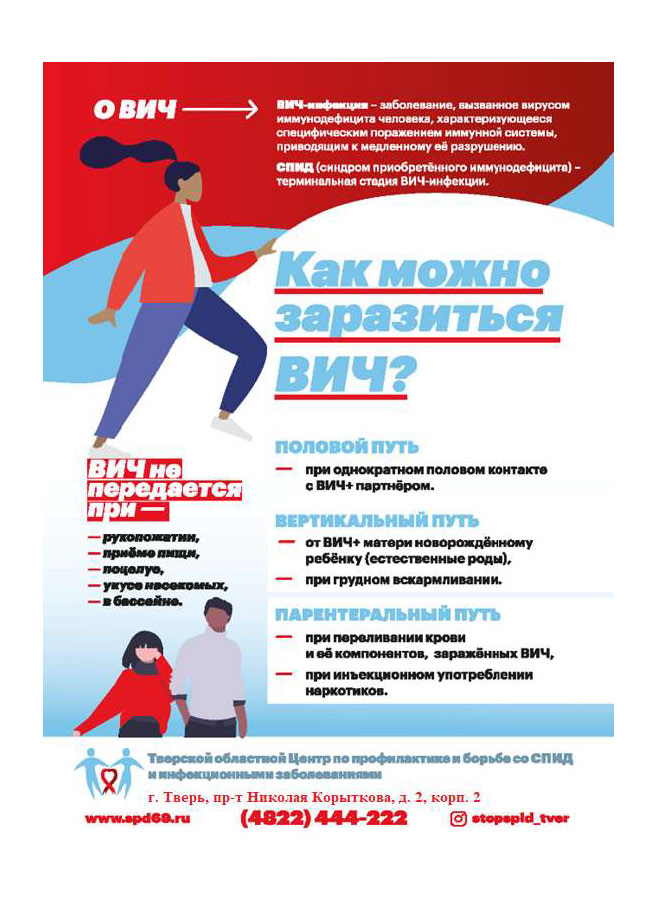 О ВИЧ
ВИЧ-инфекция – заболевание, вызванное вирусом
иммунодефицита человека, характеризующееся
специфическим поражением иммунной системы,
приводящим к медленному её разрушению.
СПИД (синдром приобретённого иммунодефицита) –
терминальная стадия ВИЧ-инфекции.
Как можно
заразиться
ВИЧ?
ПОЛОВОЙ ПУТЬ
— при однократном половом контакте
с ВИЧ+ партнёром.
ВЕРТИКАЛЬНЫЙ ПУТЬ
— от ВИЧ+ матери новорождённому
ребёнку (естественные роды),
— при грудном вскармливании.
ПАРЕНТЕРАЛЬНЫЙ ПУТЬ
— при переливании крови
и её компонентов, заражённых ВИЧ,
— при инъекционном употреблении
наркотиков.
ВИЧ не
передается
при —
— рукопожатии,
— приёме пищи,
— поцелуе,
— укусе насекомых,
— в бассейне.
Тверской областной Центр по профилактике и борьбе со СПИД
и инфекционными заболеваниями
г. Тверь, пр-т Николая Корыткова, д. 2, корп. 2
www.spd69.ru
(4822) 444-222
stopspid_tver